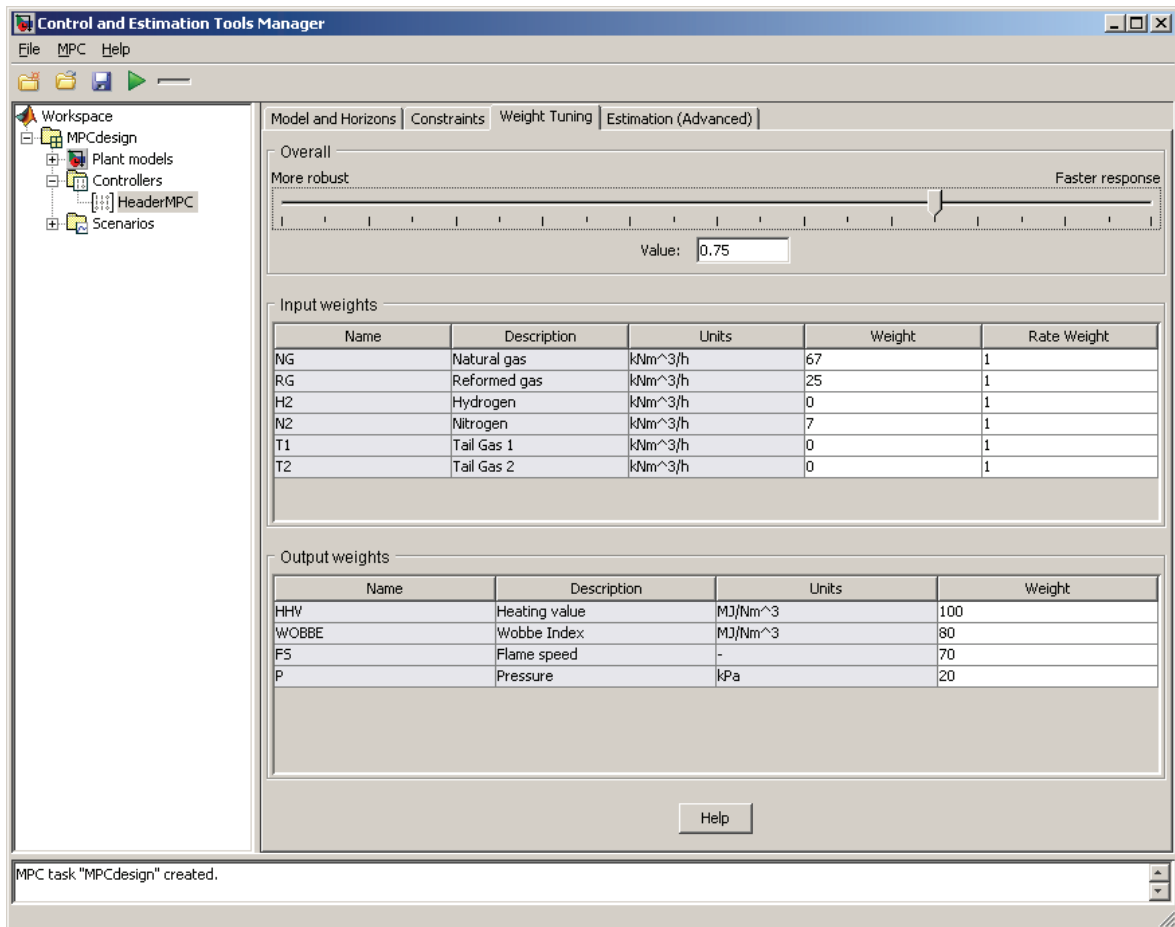 Control and Estimation Tools Manager
File MPC Help
Workspace
MPCdesign
Plant models
Controllers
HeaderMPC
Scenarios
Model and Horizons Constraints Weight Tuning Estimation (Advanced)
Overall
More robust Faster response
Value: 0.75
Input weights
Name Description Units Weight Rate Weight
NG Natural gas kNm^3/h 67 1
RG Reformed gas kNm^3/h 25 1
H2 Hydrogen kNm^3/h 0 1
N2 Nitrogen kNm^3/h 7 1
T1 Tail Gas 1 kNm^3/h 0 1
T2 Tail Gas 2 kNm^3/h 0 1
Output weights
Name Description Units Weight
HHV Heating value MJ/Nm^3 100
WOBBE Wobbe Index MJ/Nm^3 80
FS Flame speed - 70
P Pressure kPa 20
Help
MPC task "MPCdesign" created.